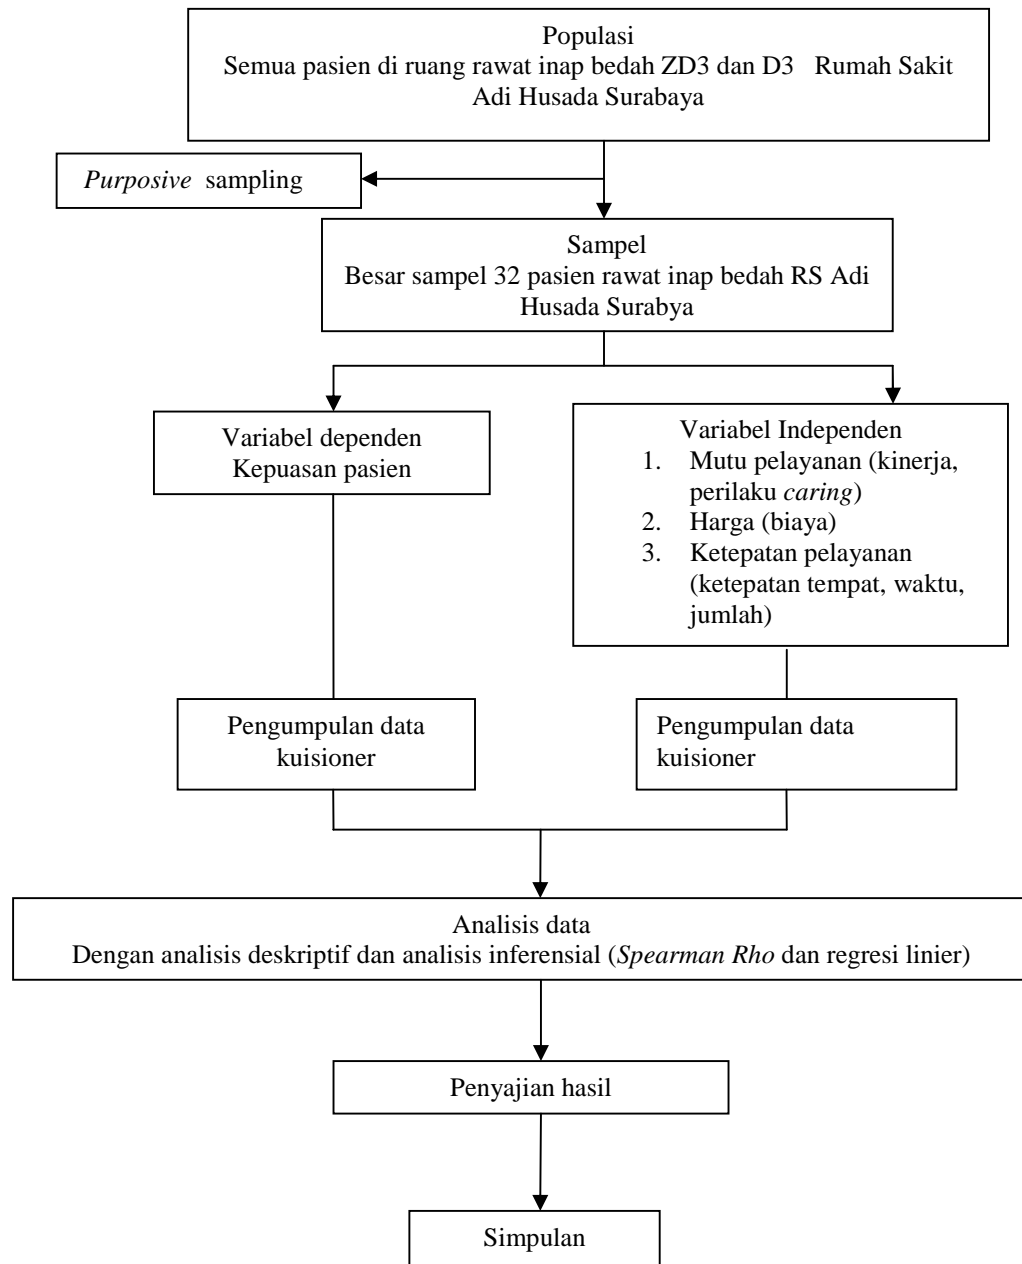 Populasi
Semua pasien di ruang rawat inap bedah ZD3 dan D3 Rumah Sakit
Adi Husada Surabaya
Purposive sampling
Sampel
Besar sampel 32 pasien rawat inap bedah RS Adi
Husada Surabya
Variabel dependen
Kepuasan pasien
Variabel Independen
1. Mutu pelayanan (kinerja,
perilaku caring)
2. Harga (biaya)
3. Ketepatan pelayanan
(ketepatan tempat, waktu,
jumlah)
Pengumpulan data
kuisioner
Pengumpulan data
kuisioner
Analisis data
Dengan analisis deskriptif dan analisis inferensial (Spearman Rho dan regresi linier)
Penyajian hasil
Simpulan